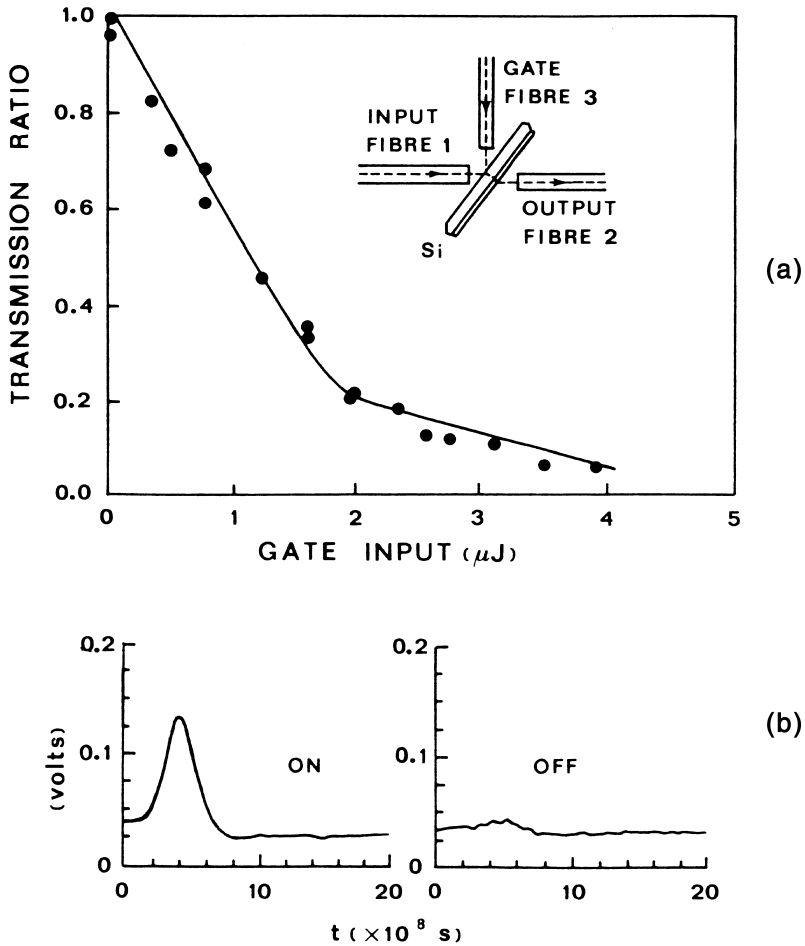 TRANSMISSION RATIO
1.0
0.8
0.6
0.4
0.2
0.0
0 1 2 3 4 5
GATE INPUT (μJ)
GATE
FIBRE 3
INPUT
FIBRE 1
OUTPUT
FIBRE 2
Si
(a)
(volts)
0.2
0.1
0
ON
0 10 20
0.2
0.1
0
OFF
0 10 20
t (×10⁸ s)
(b)